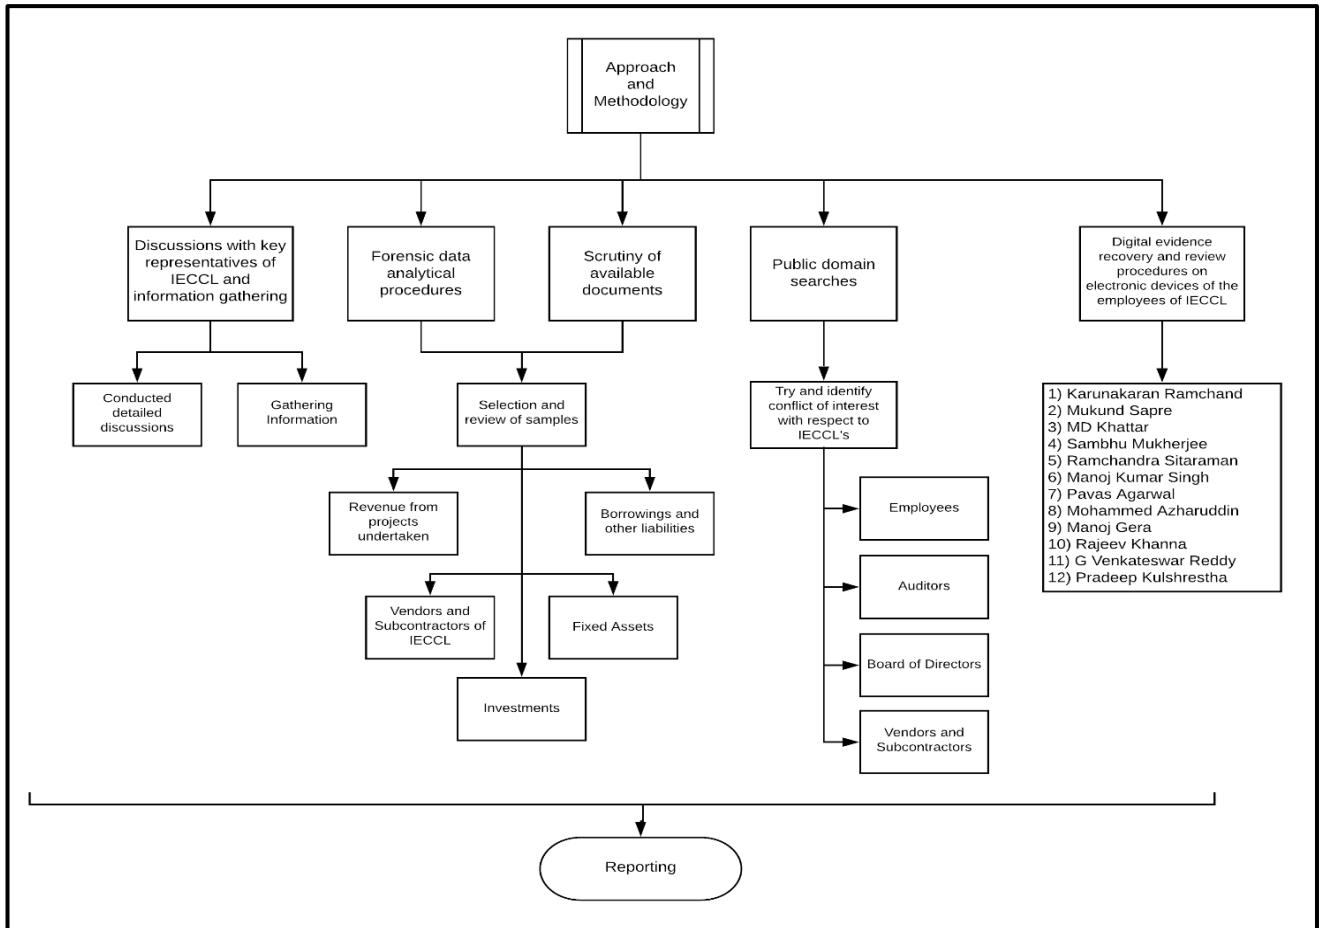 Approach
and
Methodology
Discussions with key
representatives of
IECCL and
information gathering
Forensic data
analytical
procedures
Scrutiny of
available
documents
Public domain
searches
Digital evidence
recovery and review
procedures on
electronic devices of the
employees of IECCL
Conducted
detailed
discussions
Gathering
Information
Selection and
review of samples
Try and identify
conflict of interest
with respect to
IECCL's
1) Karunakaran Ramchand
2) Mukund Sapre
3) MD Khattar
4) Sambhu Mukherjee
5) Ramchandra Sitaraman
6) Manoj Kumar Singh
7) Pavas Agarwal
8) Mohammed Azharuddin
9) Manoj Gera
10) Rajeev Khanna
11) G Venkateswar Reddy
12) Pradeep Kulshrestha
Revenue from
projects
undertaken
Borrowings and
other liabilities
Vendors and
Subcontractors of
IECCL
Fixed Assets
Investments
Employees
Auditors
Board of Directors
Vendors and
Subcontractors
Reporting